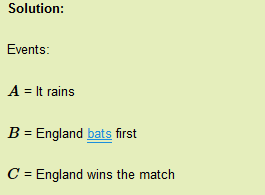 Solution:
Events:
A = It rains
B = England bats first
C = England wins the match